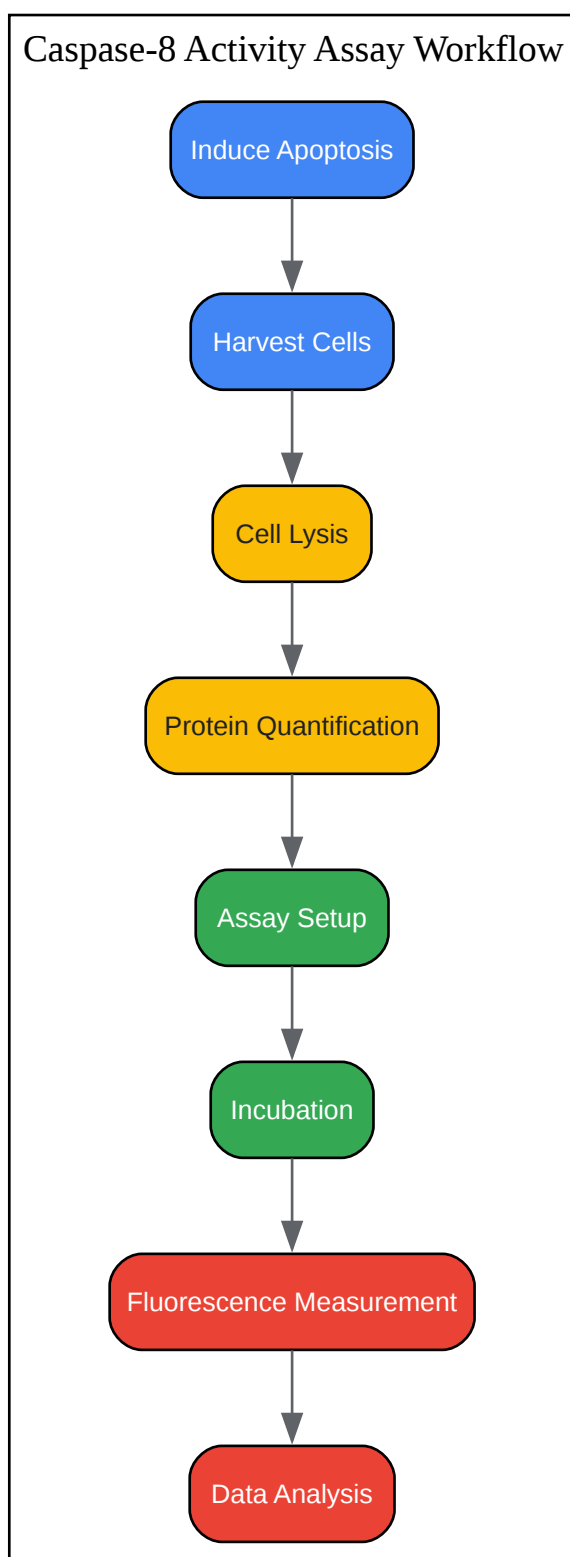 Caspase-8 Activity Assay Workflow
Induce Apoptosis
Harvest Cells
Cell Lysis
Protein Quantification
Assay Setup
Incubation
Fluorescence Measurement
Data Analysis